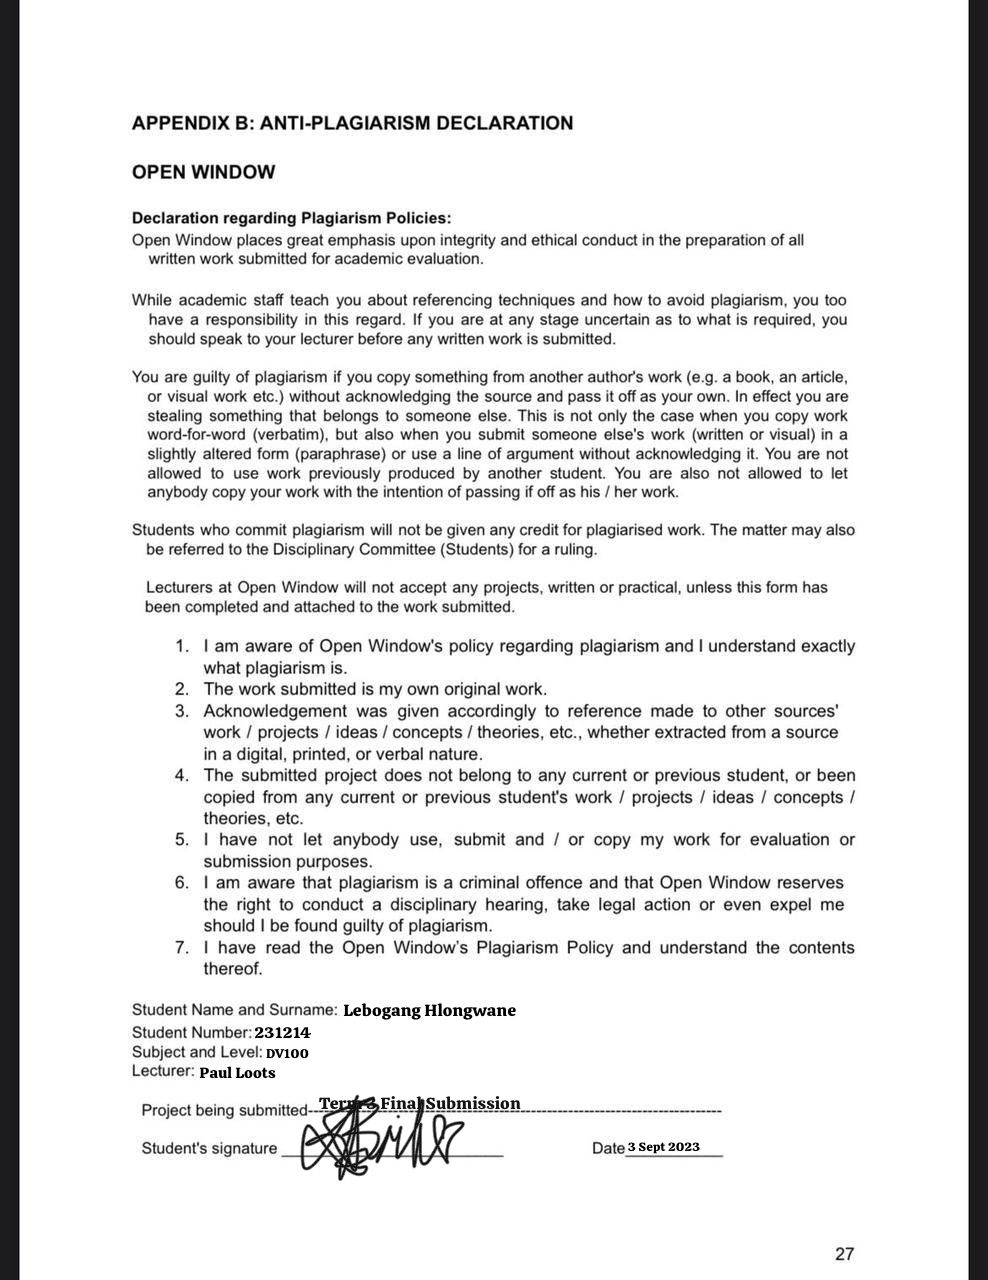 APPENDIX B: ANTI-PLAGIARISM DECLARATION
OPEN WINDOW
Declaration regarding Plagiarism Policies:
Open Window places great emphasis upon integrity and ethical conduct in the preparation of all
written work submitted for academic evaluation.
While academic staff teach you about referencing techniques and how to avoid plagiarism, you too
have a responsibility in this regard. If you are at any stage uncertain as to what is required, you
should speak to your lecturer before any written work is submitted.
You are guilty of plagiarism if you copy something from another author's work (e.g. a book, an article,
or visual work etc.) without acknowledging the source and pass it off as your own. In effect you are
stealing something that belongs to someone else. This is not only the case when you copy work
word-for-word (verbatim), but also when you submit someone else's work (written or visual) in a
slightly altered form (paraphrase) or use a line of argument without acknowledging it. You are not
allowed to use work previously produced by another student. You are also not allowed to let
anybody copy your work with the intention of passing if off as his / her work.
Students who commit plagiarism will not be given any credit for plagiarised work. The matter may also
be referred to the Disciplinary Committee (Students) for a ruling.
Lecturers at Open Window will not accept any projects, written or practical, unless this form has
been completed and attached to the work submitted.
1. I am aware of Open Window's policy regarding plagiarism and I understand exactly
what plagiarism is.
2. The work submitted is my own original work.
3. Acknowledgement was given accordingly to reference made to other sources'
work / projects / ideas / concepts / theories, etc., whether extracted from a source
in a digital, printed, or verbal nature.
4. The submitted project does not belong to any current or previous student, or been
copied from any current or previous student's work / projects / ideas / concepts /
theories, etc.
5. I have not let anybody use, submit and / or copy my work for evaluation or
submission purposes.
6. I am aware that plagiarism is a criminal offence and that Open Window reserves
the right to conduct a disciplinary hearing, take legal action or even expel me
should I be found guilty of plagiarism.
7. I have read the Open Window's Plagiarism Policy and understand the contents
thereof.
Student Name and Surname: Lebogang Hlongwane
Student Number: 231214
Subject and Level: DV100
Lecturer: Paul Loots
Project being submitted Term 3 Final Submission
Student's signature Date 3 Sept 2023
27